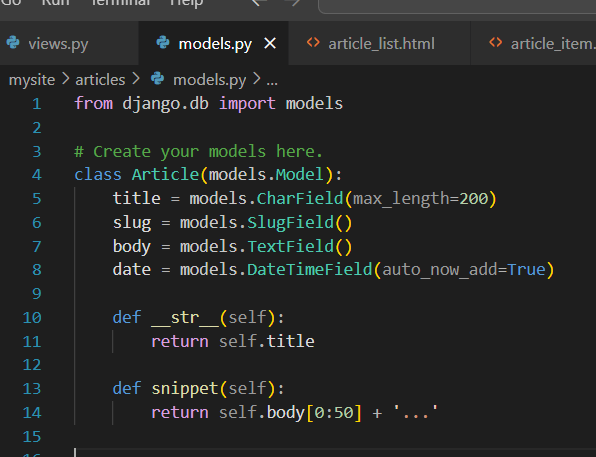 Go Run Terminal Help
views.py models.py × article_list.html article_item.
mysite > articles > models.py > ...
1 from django.db import models
2
3 # Create your models here.
4 class Article(models.Model):
5     title = models.CharField(max_length=200)
6     slug = models.SlugField()
7     body = models.TextField()
8     date = models.DateTimeField(auto_now_add=True)
9
10     def __str__(self):
11         return self.title
12
13     def snippet(self):
14         return self.body[0:50] + '...'
15
16